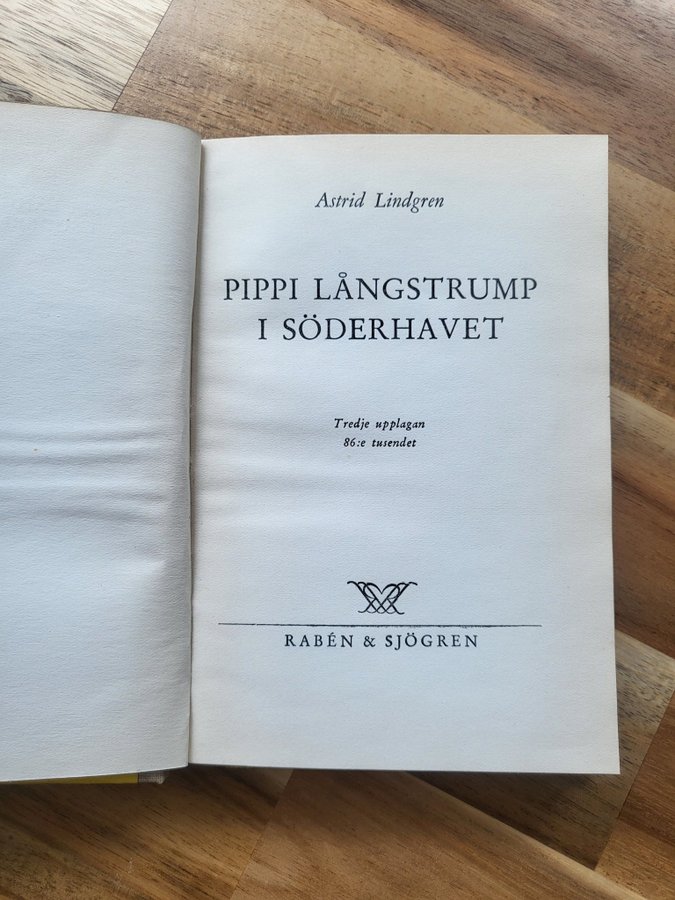 Astrid Lindgren
PIPPI LÅNGSTRUMP
I SÖDERHAVET
Tredje upplagan
86:e tusendet
RABÉN & SJÖGREN